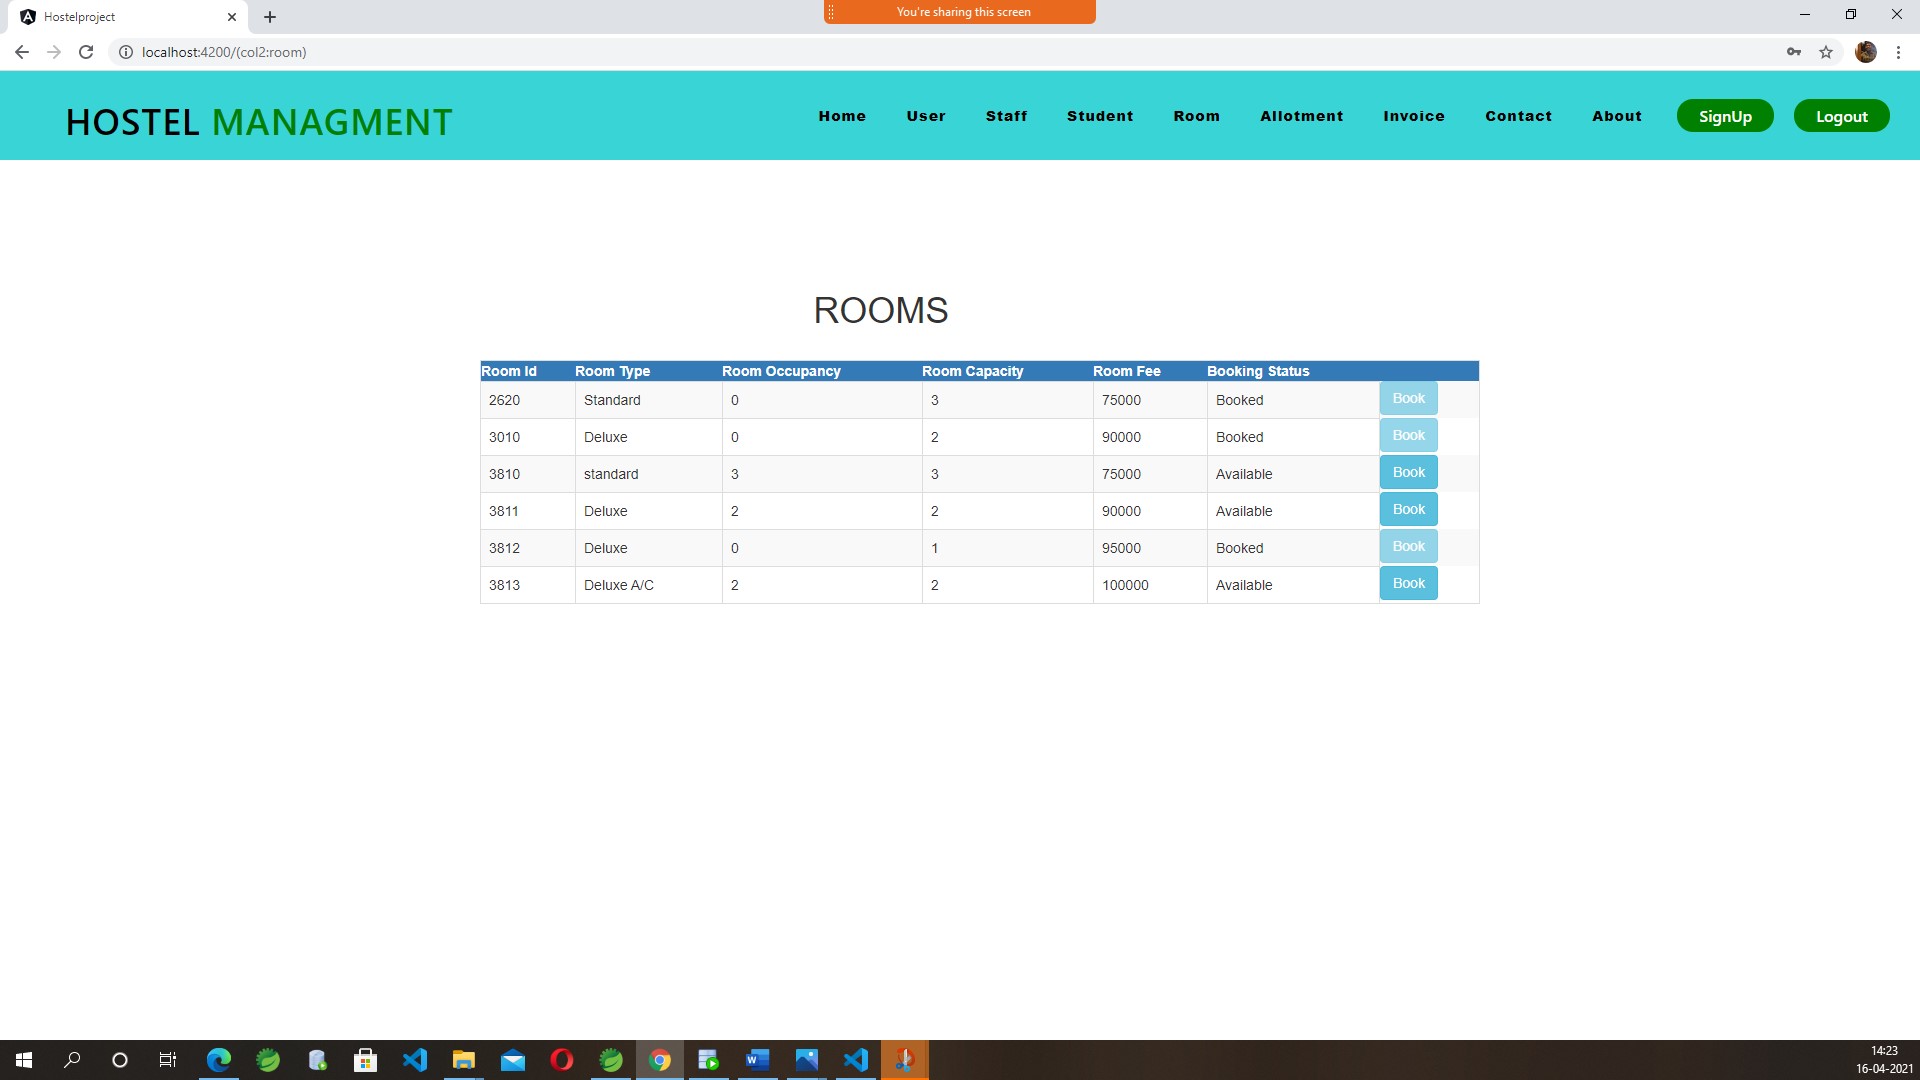 Hostelproject
You're sharing this screen
localhost:4200/(col2:room)
HOSTEL MANAGMENT
Home User Staff Student Room Allotment Invoice Contact About SignUp Logout
ROOMS
Room Id Room Type Room Occupancy Room Capacity Room Fee Booking Status
2620 Standard 0 3 75000 Booked Book
3010 Deluxe 0 2 90000 Booked Book
3810 standard 3 3 75000 Available Book
3811 Deluxe 2 2 90000 Available Book
3812 Deluxe 0 1 95000 Booked Book
3813 Deluxe A/C 2 2 100000 Available Book
14:23
16-04-2021